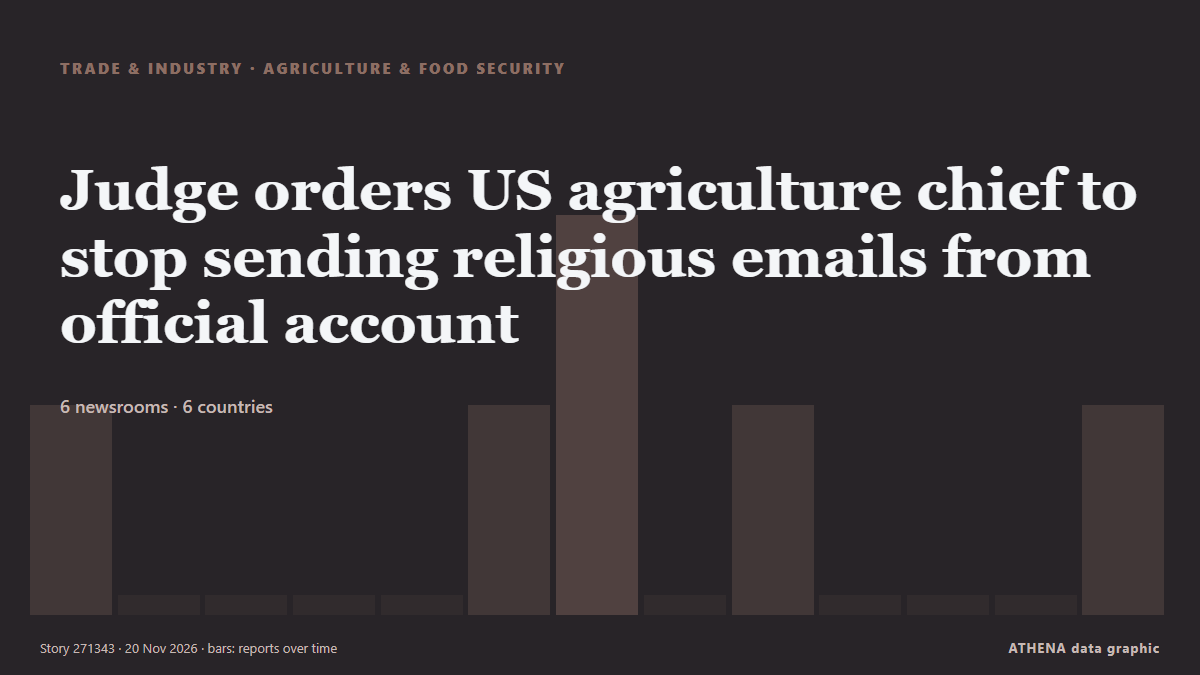 TRADE & INDUSTRY · AGRICULTURE & FOOD SECURITY
Judge orders US agriculture chief to
stop sending religious emails from
official account
6 newsrooms · 6 countries
Story 271343 · 20 Nov 2026 · bars: reports over time
ATHENA data graphic